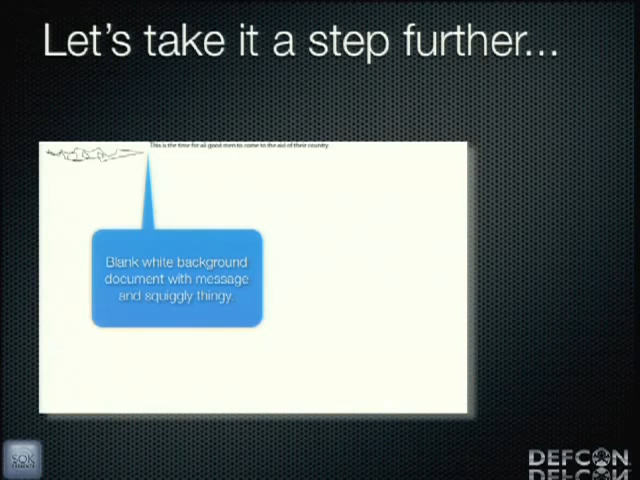 Let's take it a step further...
This is the time for all good men to come to the aid of their country
Blank white background
document with message
and squiggly thingy.
SOK
DEFCON